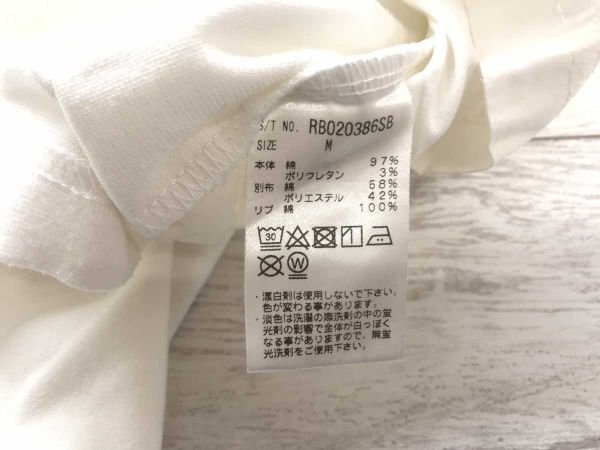 S/T NO. RB020386SB
SIZE M
本体 綿 97%
ポリウレタン 3%
別布 綿 58%
ポリエステル 42%
リブ 綿 100%
30
W
・漂白剤は使用しないで下さい。
色が変わる事が有ります。
・淡色は洗濯の際洗剤の中の蛍
光剤の影響で全体が白っぽく
なる事がありますので、無蛍
光洗剤をご使用下さい。